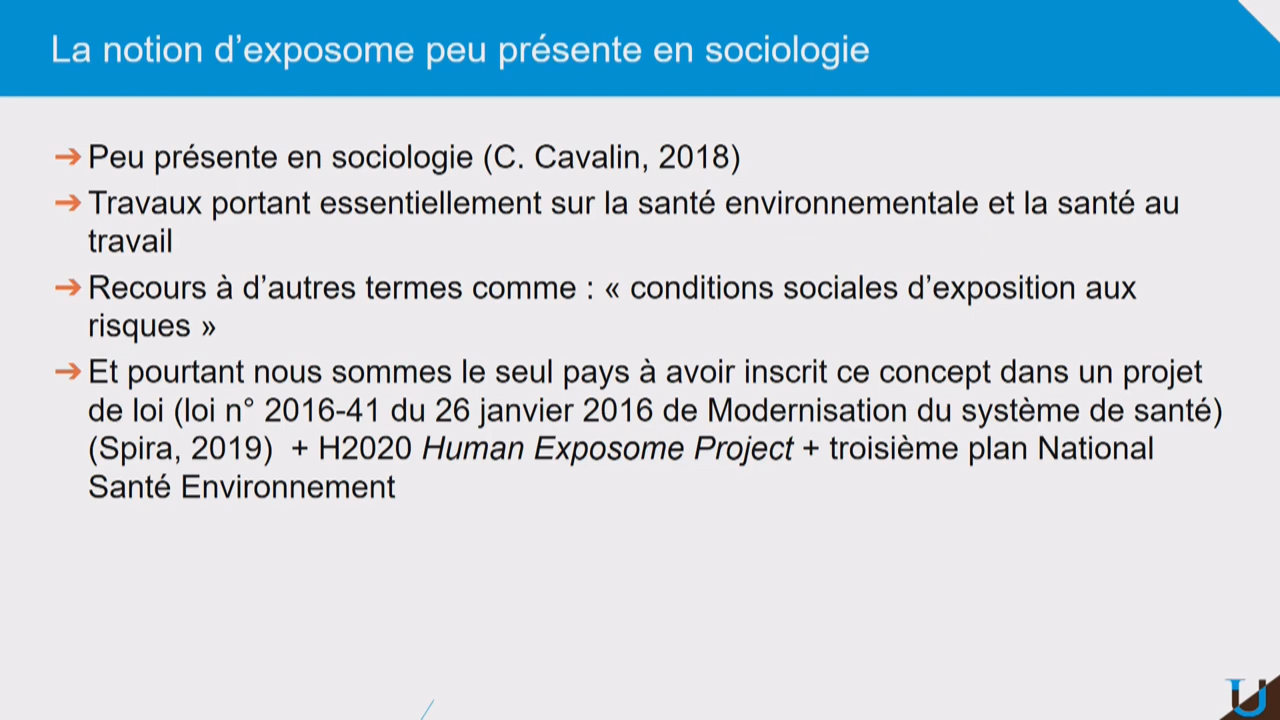 La notion d’exposome peu présente en sociologie
➔ Peu présente en sociologie (C. Cavalin, 2018)
➔ Travaux portant essentiellement sur la santé environnementale et la santé au
travail
➔ Recours à d’autres termes comme : « conditions sociales d’exposition aux
risques »
➔ Et pourtant nous sommes le seul pays à avoir inscrit ce concept dans un projet
de loi (loi n° 2016-41 du 26 janvier 2016 de Modernisation du système de santé)
(Spira, 2019) + H2020 Human Exposome Project + troisième plan National
Santé Environnement
U